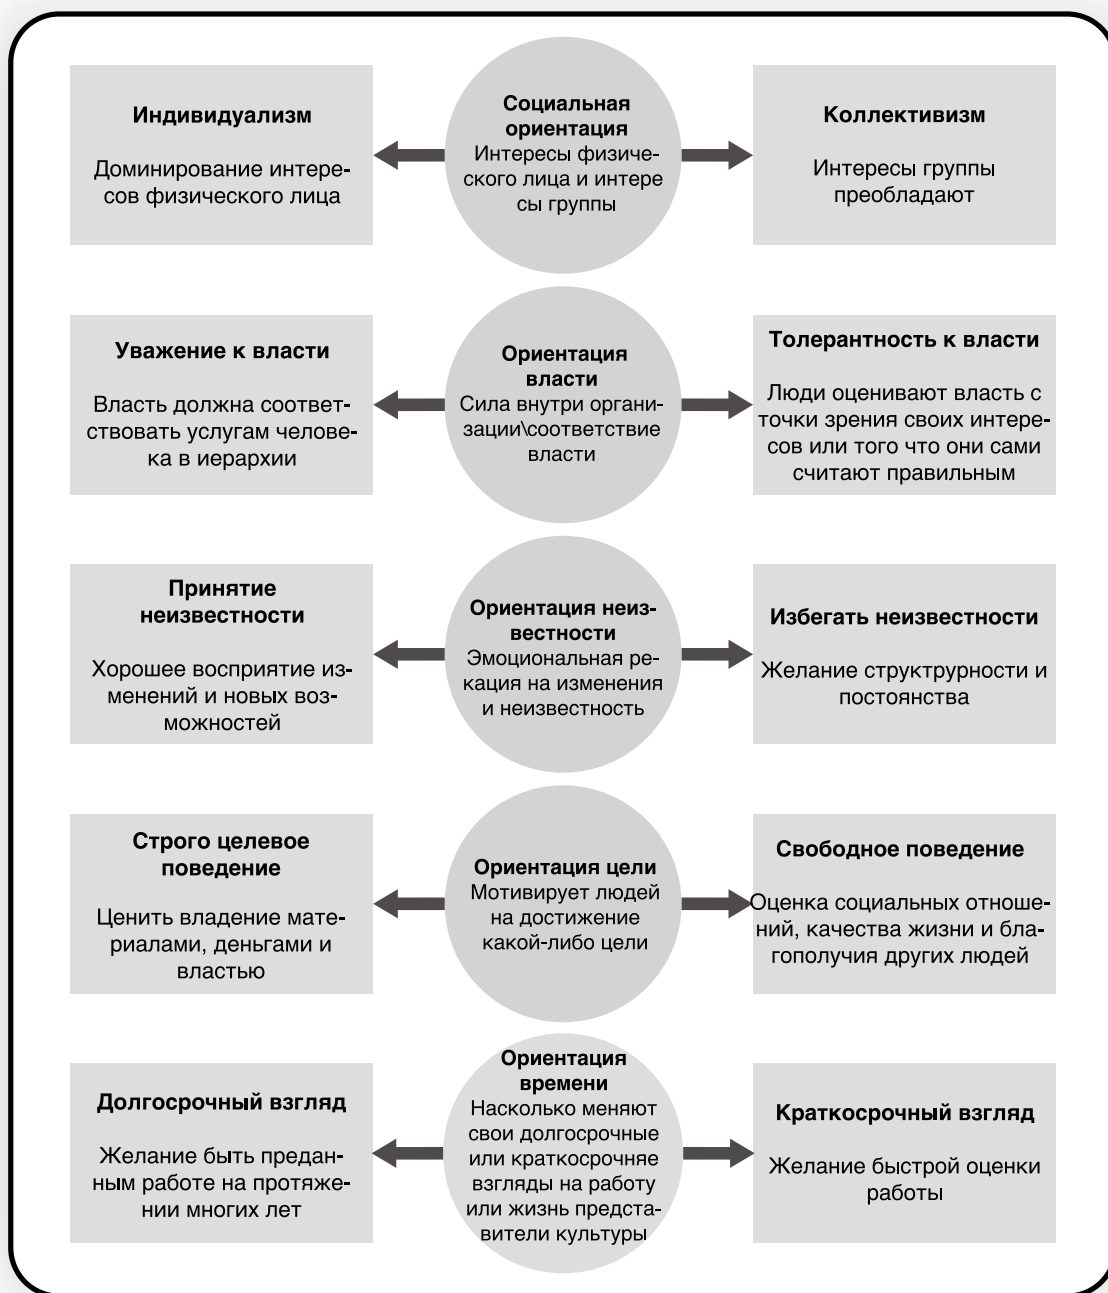 Индивидуализм
Доминирование интере-
сов физического лица
Социальная
ориентация
Интересы физиче-
ского лица и интере
сы группы
Коллективизм
Интересы группы
преобладают
Уважение к власти
Власть должна соответ-
ствовать услугам челове-
ка в иерархии
Ориентация
власти
Сила внутри органи-
зации\соответствие
власти
Толерантность к власти
Люди оценивают власть с
точки зрения своих интере-
сов или того что они сами
считают правильным
Принятие
неизвестности
Хорошее восприятие из-
менений и новых воз-
можностей
Ориентация неиз-
вестности
Эмоциональная ре-
кация на изменения
и неизвестность
Избегать неизвестности
Желание структрурности и
постоянства
Строго целевое
поведение
Ценить владение мате-
риалами, деньгами и
властью
Ориентация цели
Мотивирует людей
на достижение
какой-либо цели
Свободное поведение
Оценка социальных отноше-
ний, качества жизни и бла-
гополучия других людей
Долгосрочный взгляд
Желание быть предан-
ным работе на протяже-
нии многих лет
Ориентация
времени
Насколько меняют
свои долгосрочные
или краткосрочняе
взгляды на работу
или жизнь предста-
вители культуры
Краткосрочный взгляд
Желание быстрой оценки
работы